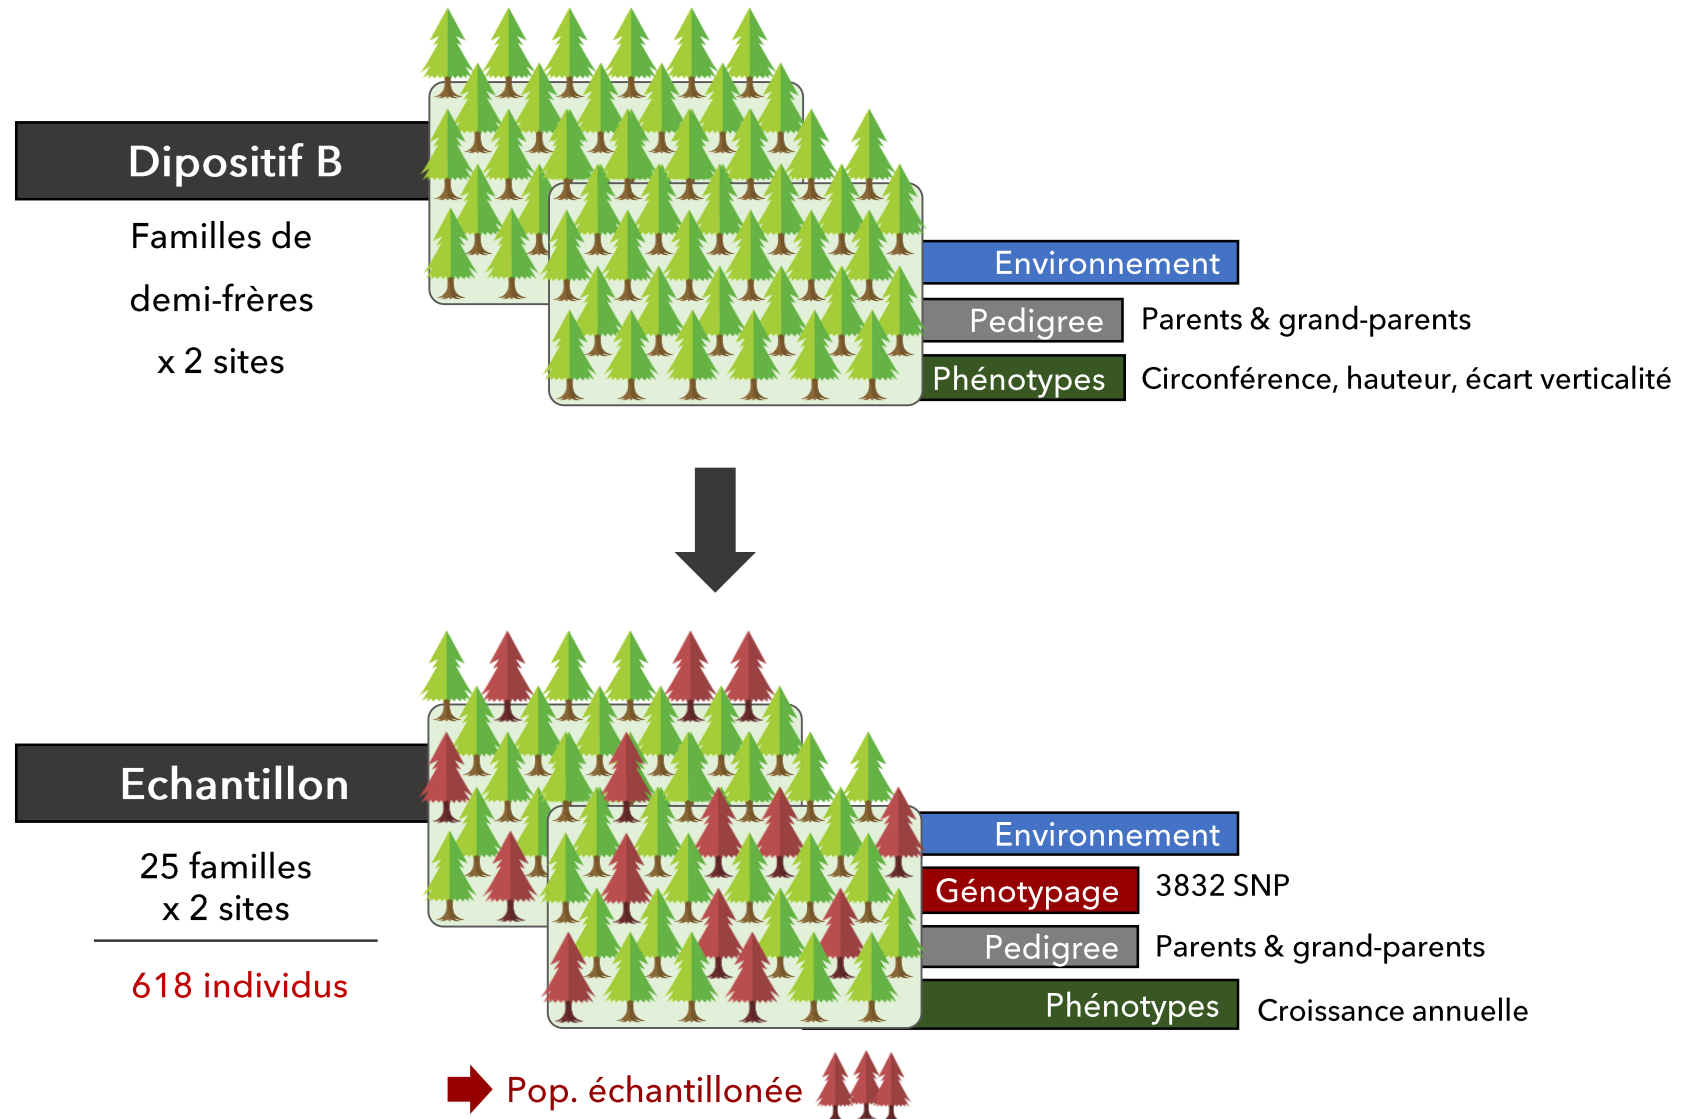 Dipositif B
Familles de
demi-frères
x 2 sites
Environnement
Pedigree
Parents & grand-parents
Phénotypes
Circonférence, hauteur, écart verticalité
Echantillon
25 familles
x 2 sites
618 individus
Environnement
Génotypage
3832 SNP
Pedigree
Parents & grand-parents
Phénotypes
Croissance annuelle
Pop. échantillonée